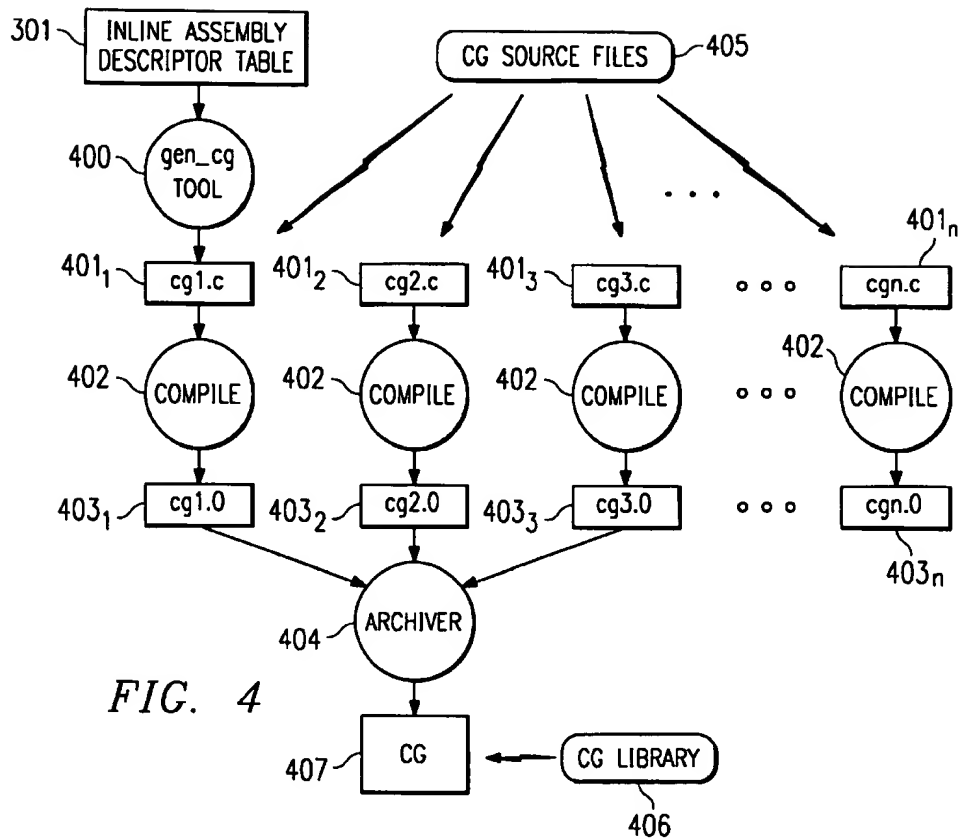 301
INLINE ASSEMBLY
DESCRIPTOR TABLE
CG SOURCE FILES
405
400
gen_cg
TOOL
. . .
401₁
cg1.c
401₂
cg2.c
401₃
cg3.c
401ₙ
cgn.c
402
COMPILE
402
COMPILE
402
COMPILE
402
COMPILE
403₁
cg1.0
403₂
cg2.0
403₃
cg3.0
cgn.0
403ₙ
404
ARCHIVER
FIG. 4
407
CG
CG LIBRARY
406